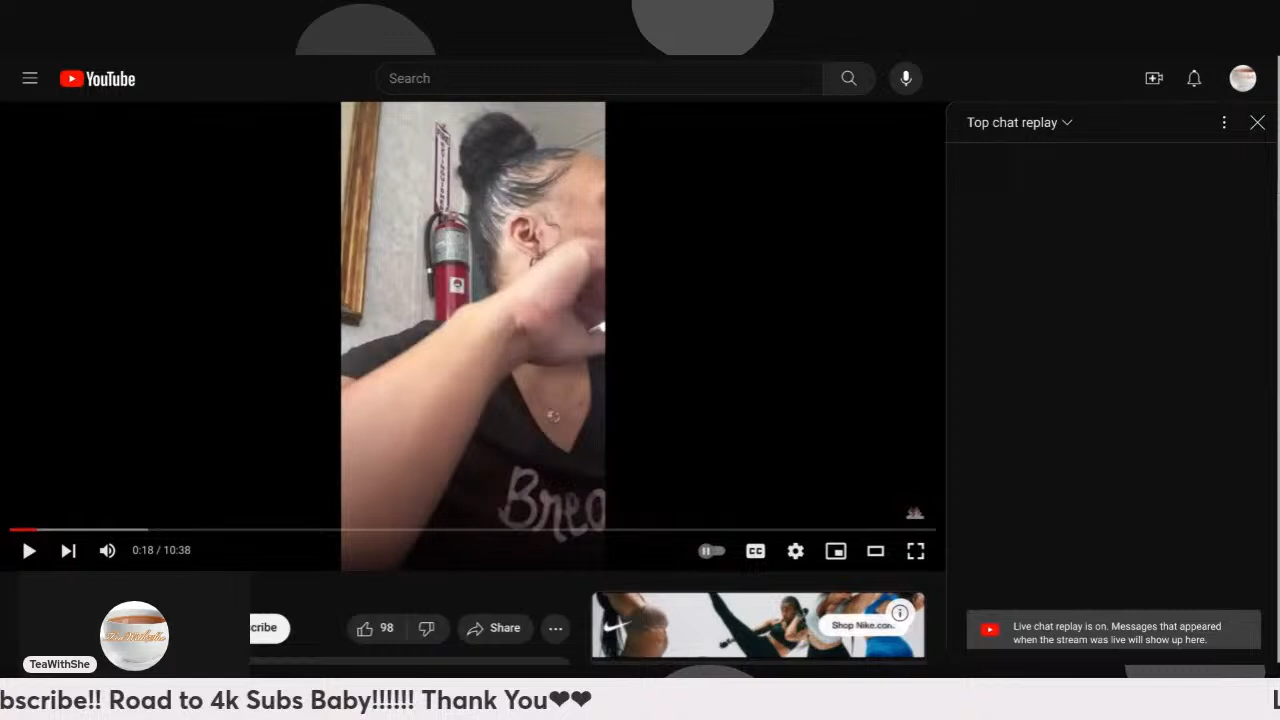 YouTube
Search
Top chat replay
0:18 / 10:38
CC
cribe
98
Share
Shop Nike.com
Live chat replay is on. Messages that appeared
when the stream was live will show up here.
TeaWithShe
bscribe!! Road to 4k Subs Baby!!!!!! Thank You❤❤